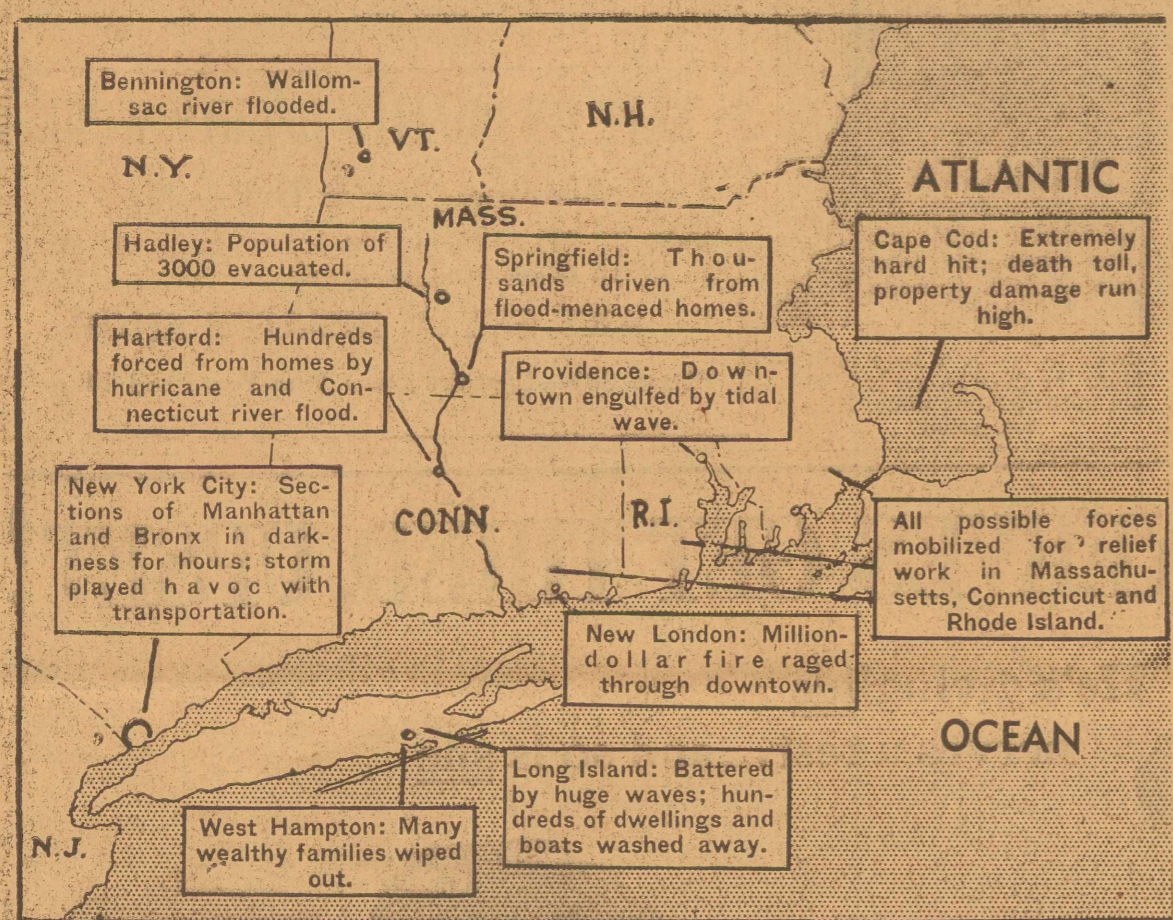 Bennington: Wallom-
sac river flooded.
N.H.
VT.
N.Y.
ATLANTIC
MASS.
Hadley: Population of
3000 evacuated.
Springfield: Thou-
sands driven from
flood-menaced homes.
Cape Cod: Extremely
hard hit; death toll,
property damage run
high.
Hartford: Hundreds
forced from homes by
hurricane and Con-
necticut river flood.
Providence: Down-
town engulfed by tidal
wave.
New York City: Sec-
tions of Manhattan
and Bronx in dark-
ness for hours; storm
played havoc with
transportation.
CONN.
R.I.
All possible forces
mobilized for relief
work in Massachu-
setts, Connecticut and
Rhode Island.
New London: Million-
dollar fire raged
through downtown.
OCEAN
Long Island: Battered
by huge waves; hun-
dreds of dwellings and
boats washed away.
West Hampton: Many
wealthy families wiped
out.
N.J.